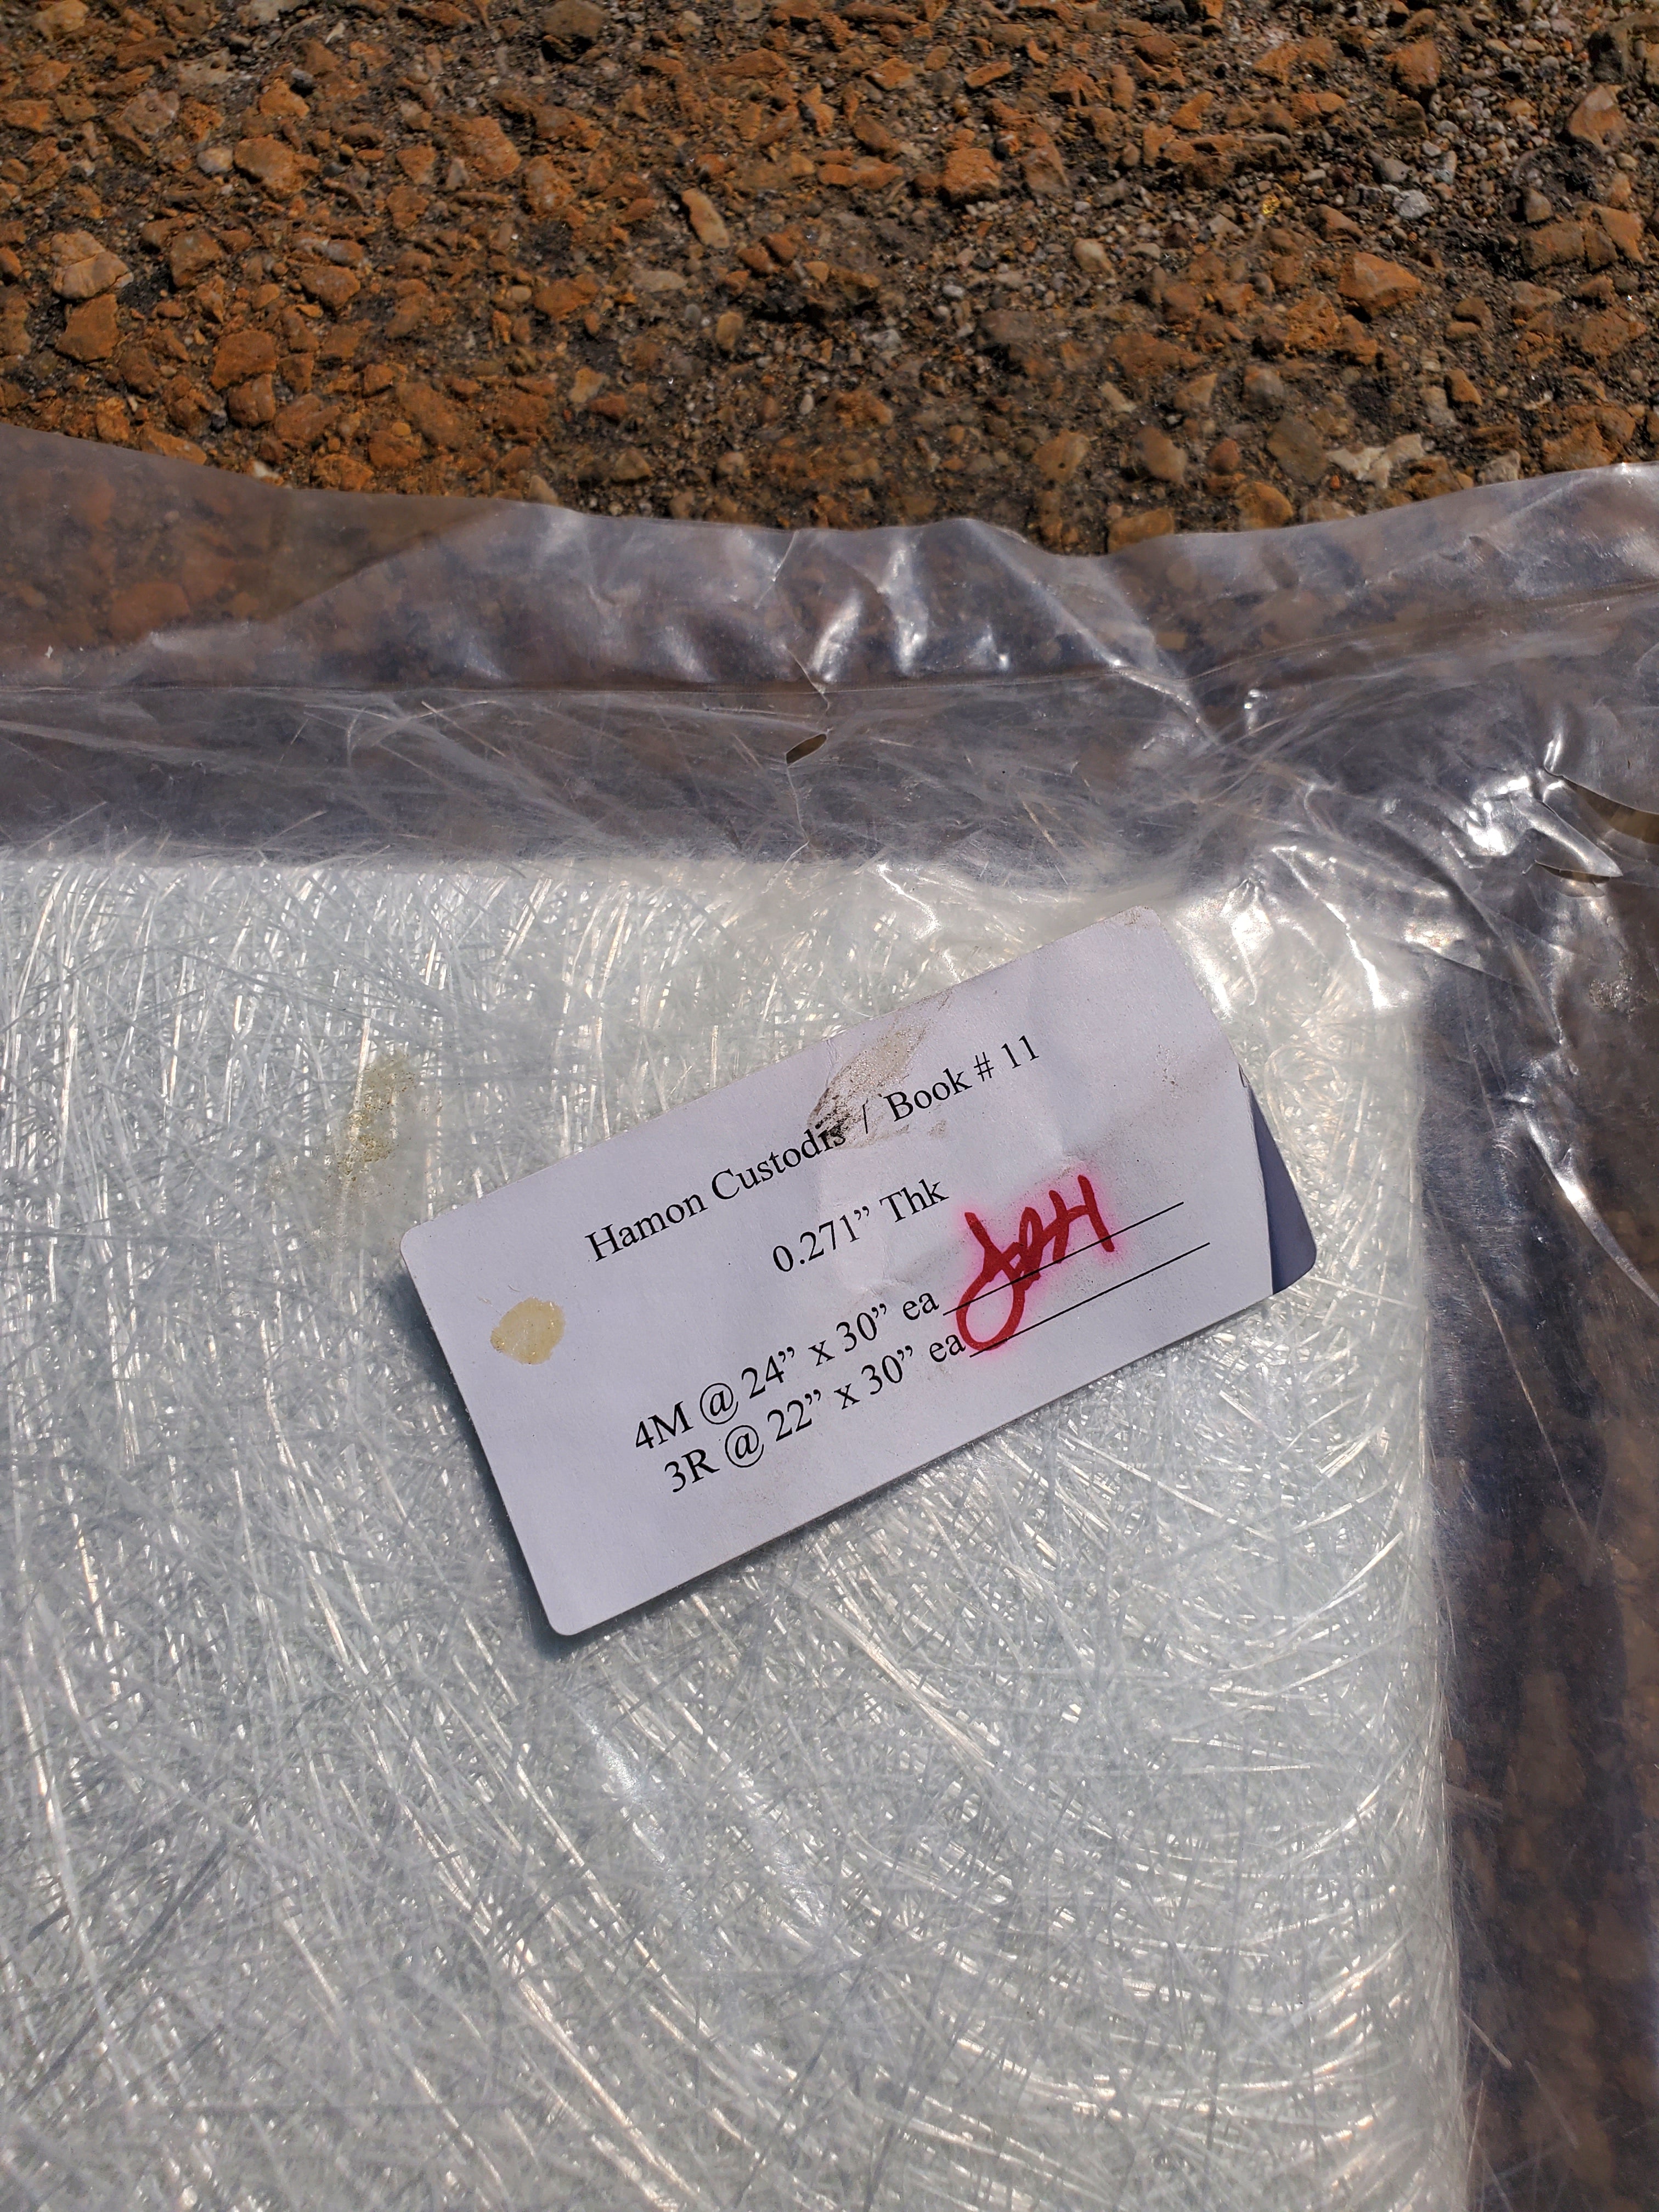 Hamon Custodis / Book # 11
0.271” Thk
4M @ 24” x 30” ea
3R @ 22” x 30” ea